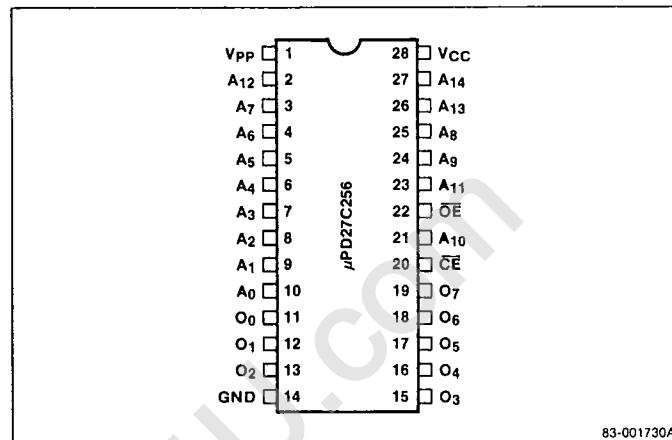 VPP 1 28 VCC
A12 2 27 A14
A7 3 26 A13
A6 4 25 A8
A5 5 24 A9
A4 6 23 A11
A3 7 22 O̅E̅
A2 8 21 A10
A1 9 20 C̅E̅
A0 10 19 O7
O0 11 18 O6
O1 12 17 O5
O2 13 16 O4
GND 14 15 O3
μPD27C256
83-001730A